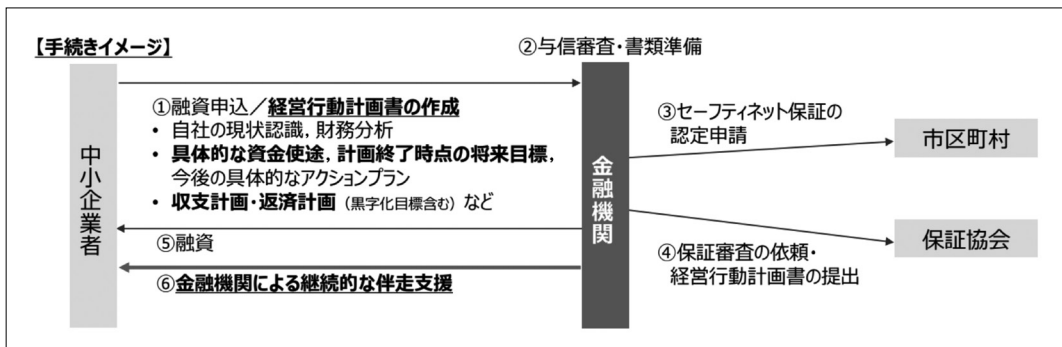 【手続きイメージ】
②与信審査・書類準備
中小企業者
①融資申込／経営行動計画書の作成
• 自社の現状認識，財務分析
• 具体的な資金使途，計画終了時点の将来目標，
今後の具体的なアクションプラン
• 収支計画・返済計画（黒字化目標含む）など
⑤融資
⑥金融機関による継続的な伴走支援
金融機関
③セーフティネット保証の
認定申請
市区町村
保証協会
④保証審査の依頼・
経営行動計画書の提出